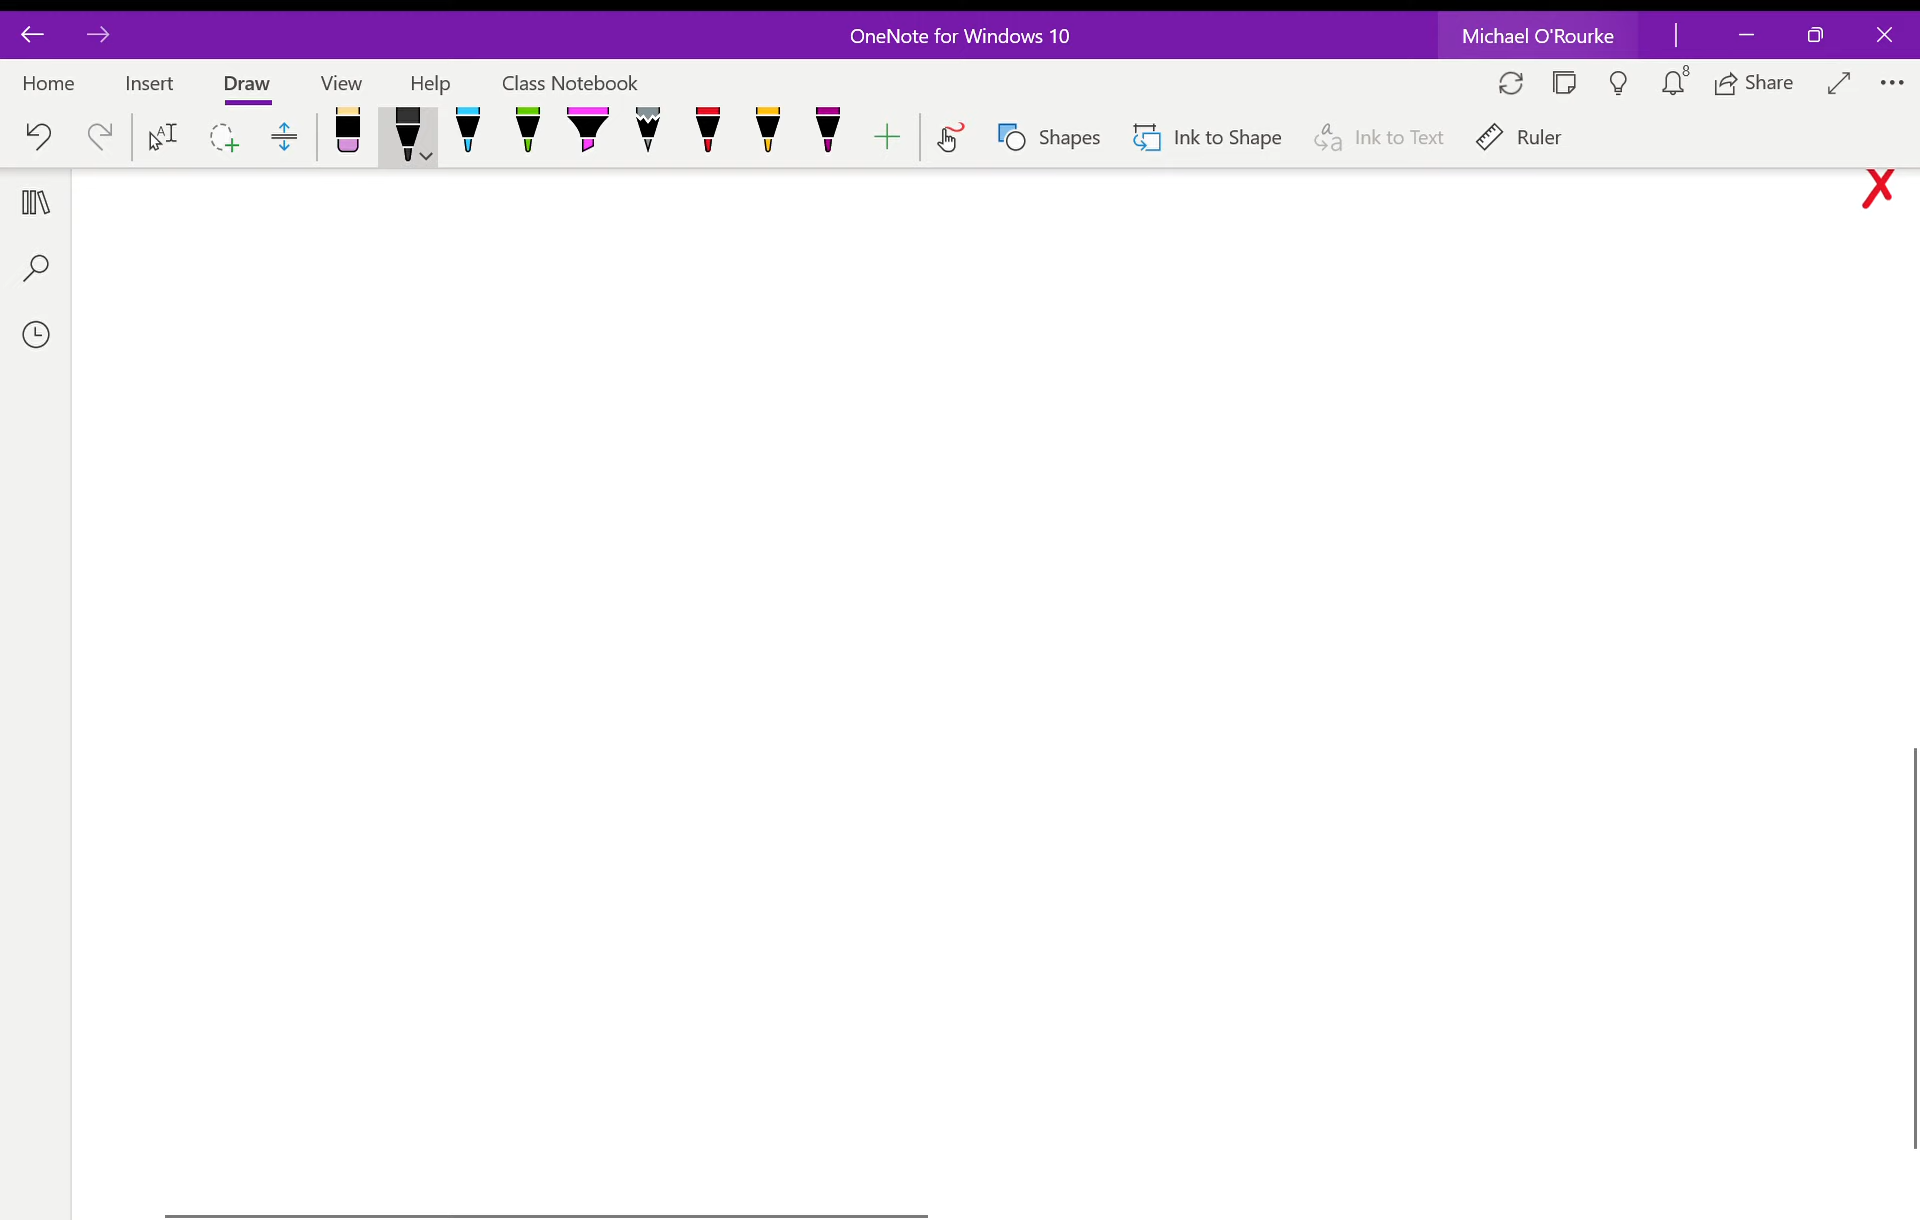 OneNote for Windows 10
Michael O'Rourke
Home Insert Draw View Help Class Notebook
8
Share
Shapes Ink to Shape Ink to Text Ruler
X